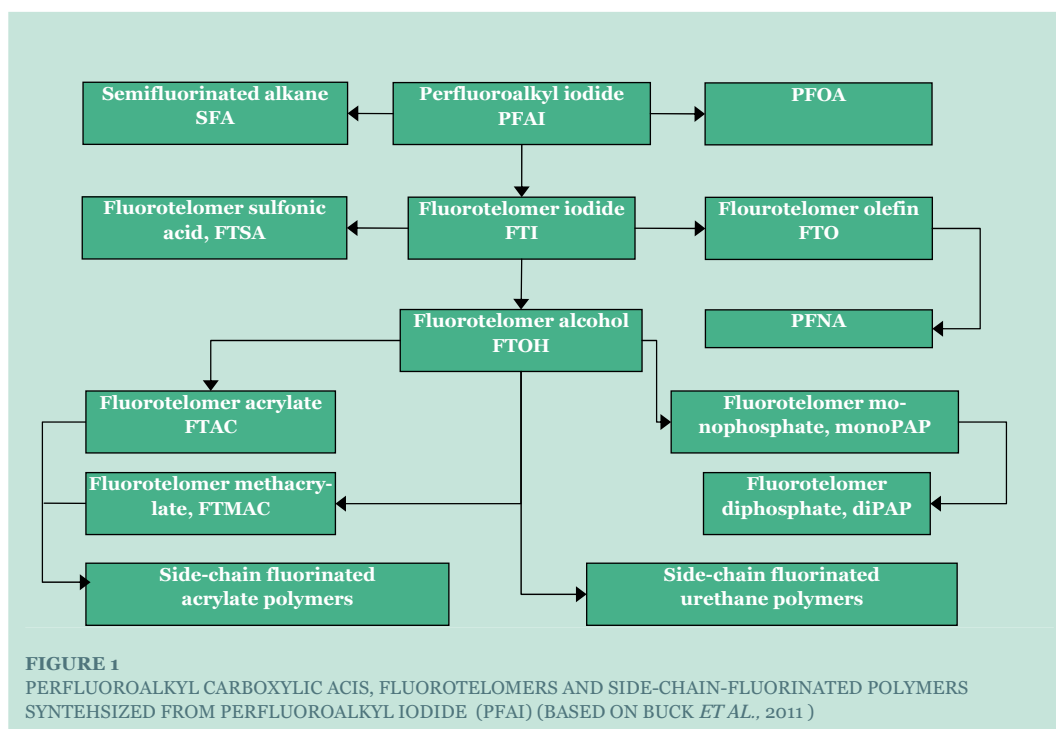 Semifluorinated alkane
SFA
Perfluoroalkyl iodide
PFAI
PFOA
Fluorotelomer sulfonic
acid, FTSA
Fluorotelomer iodide
FTI
Flourotelomer olefin
FTO
Fluorotelomer alcohol
FTOH
PFNA
Fluorotelomer acrylate
FTAC
Fluorotelomer mo-
nophosphate, monoPAP
Fluorotelomer methacry-
late, FTMAC
Fluorotelomer
diphosphate, diPAP
Side-chain fluorinated
acrylate polymers
Side-chain fluorinated
urethane polymers
FIGURE 1
PERFLUOROALKYL CARBOXYLIC ACIS, FLUOROTELOMERS AND SIDE-CHAIN-FLUORINATED POLYMERS
SYNTEHSIZED FROM PERFLUOROALKYL IODIDE (PFAI) (BASED ON BUCK ET AL., 2011 )